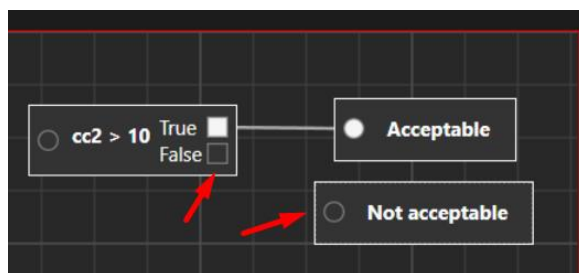 cc2 > 10
True
False
Acceptable
Not acceptable